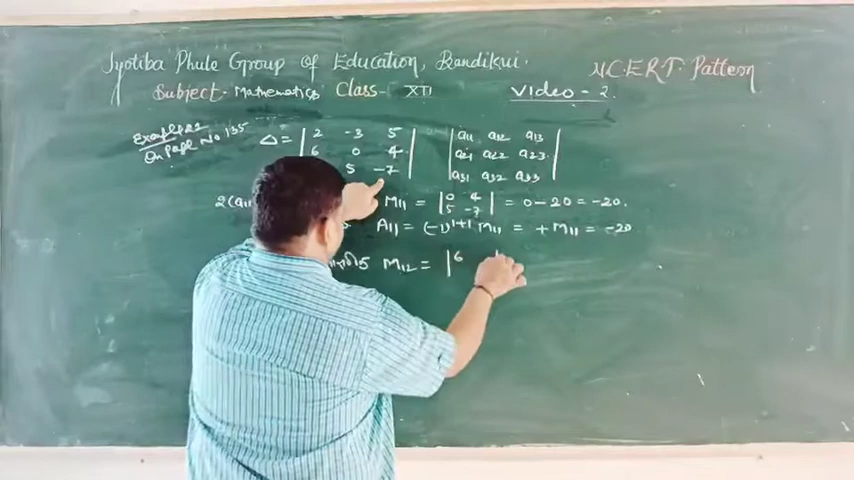 Jyotiba Phule Group of Education, Bandikui.
N.C.E.R.T. Pattern
Subject:- Mathematics Class:- XII Video - 2.
Example 22
On Page No 135
Δ = | 2 -3 5 | | a11 a12 a13 |
| 6 0 4 | | a21 a22 a23 |
5 -7 | | a31 a32 a33 |
2(a11 M11 = | 0 4 | = 0-20 = -20.
| 5 -7 |
A11 = (-1)^1+1 M11 = + M11 = -20
M12 = | 6